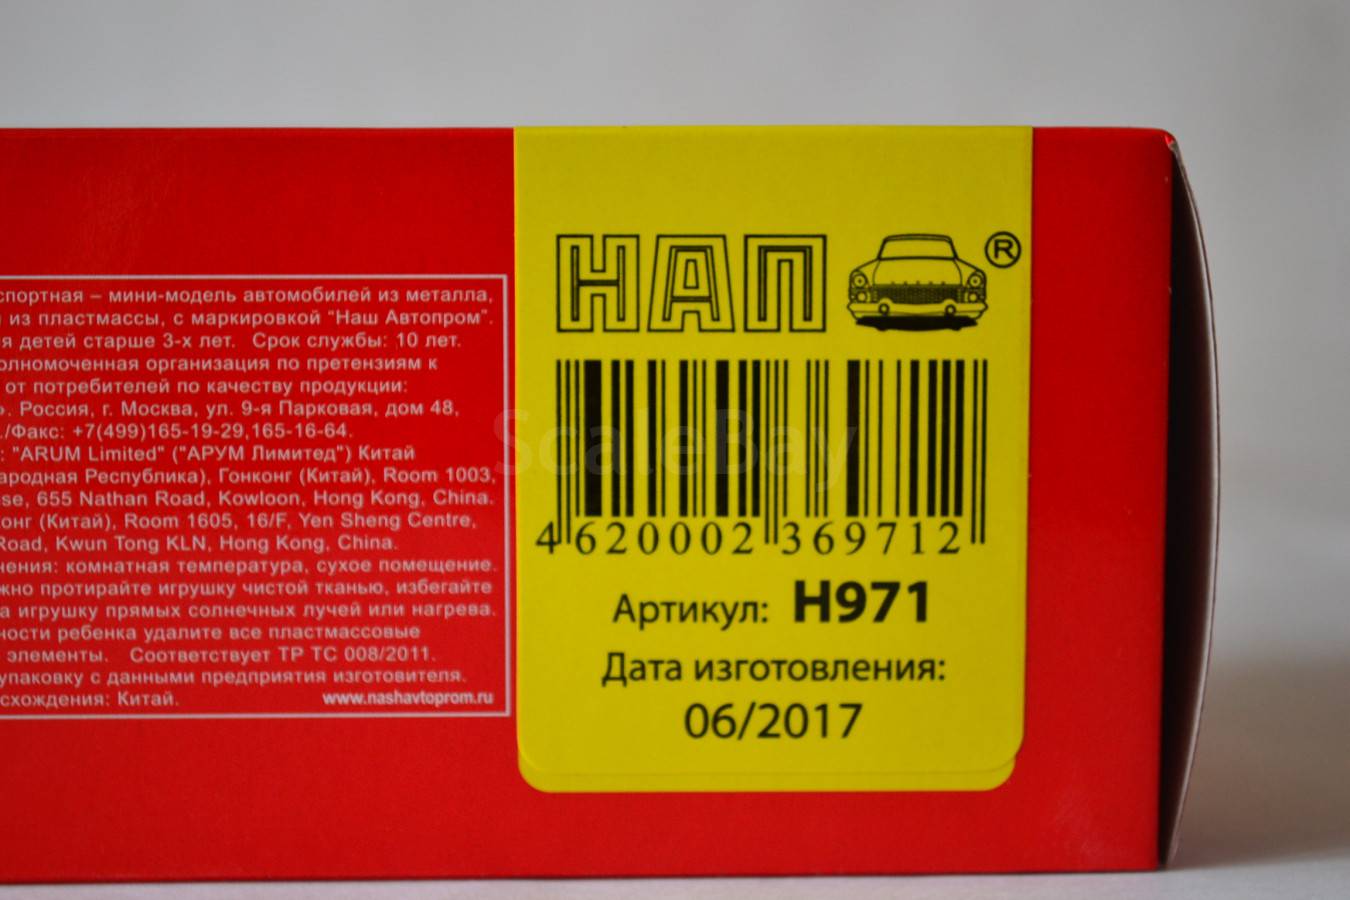 спортная – мини-модель автомобилей из металла,
из пластмассы, с маркировкой "Наш Автопром".
я детей старше 3-х лет. Срок службы: 10 лет.
олномоченная организация по претензиям к
от потребителей по качеству продукции:
». Россия, г. Москва, ул. 9-я Парковая, дом 48,
./Факс: +7(499)165-19-29,165-16-64.
: "ARUM Limited" ("АРУМ Лимитед") Китай
ародная Республика), Гонконг (Китай), Room 1003,
se, 655 Nathan Road, Kowloon, Hong Kong, China.
онг (Китай), Room 1605, 16/F, Yen Sheng Centre,
Road, Kwun Tong KLN, Hong Kong, China.
нения: комнатная температура, сухое помещение.
жно протирайте игрушку чистой тканью, избегайте
а игрушку прямых солнечных лучей или нагрева.
ности ребенка удалите все пластмассовые
элементы. Соответствует ТР ТС 008/2011.
упаковку с данными предприятия изготовителя.
схождения: Китай. www.nashavtoprom.ru
НАП ®
4 620002 369712
Артикул: H971
Дата изготовления:
06/2017
ScaleBay